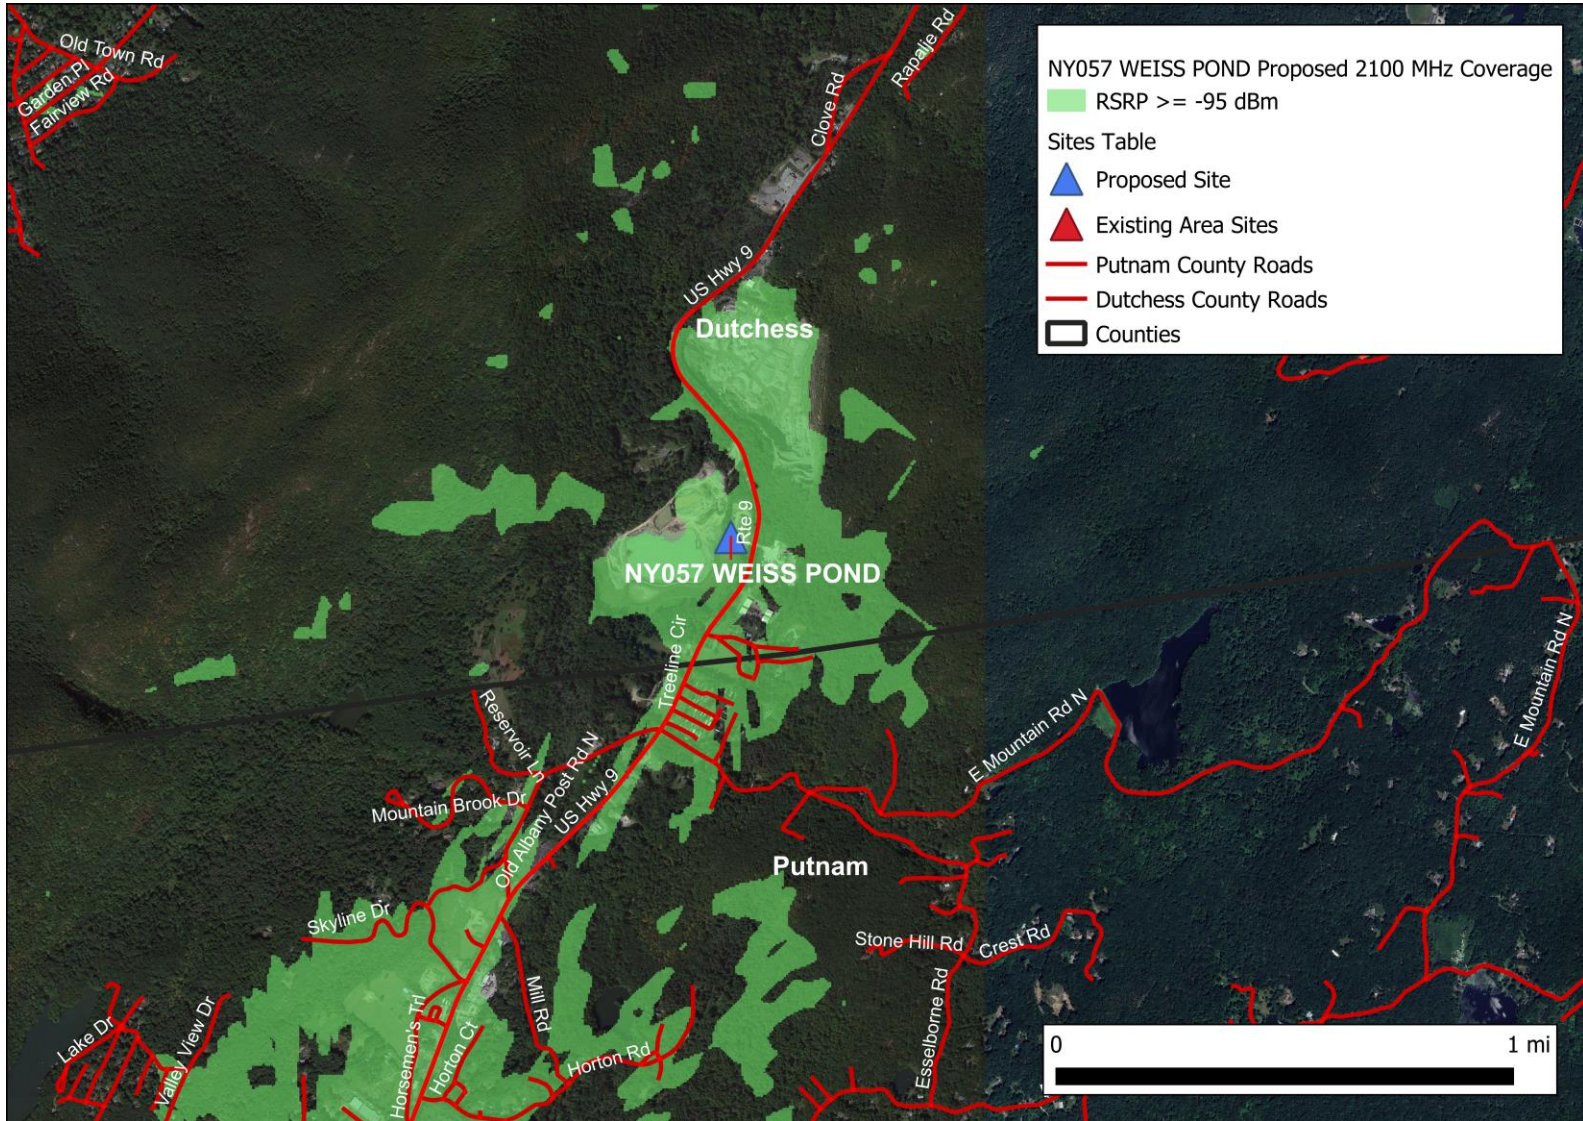 Old Town Rd
Garden Pl
Fairview Rd
Clove Rd
Rapalje Rd
NY057 WEISS POND Proposed 2100 MHz Coverage
RSRP >= -95 dBm
Sites Table
Proposed Site
Existing Area Sites
Putnam County Roads
Dutchess County Roads
Counties
US Hwy 9
Dutchess
Rte 9
NY057 WEISS POND
Treeline Cir
Reservoir Ln
Old Albany Post Rd N
US Hwy 9
Mountain Brook Dr
E Mountain Rd N
E Mountain Rd N
Putnam
Skyline Dr
Stone Hill Rd
Crest Rd
Mill Rd
Esselborne Rd
Lake Dr
Valley View Dr
Horsemen's Trl
Horton Ct
Horton Rd
0
1 mi